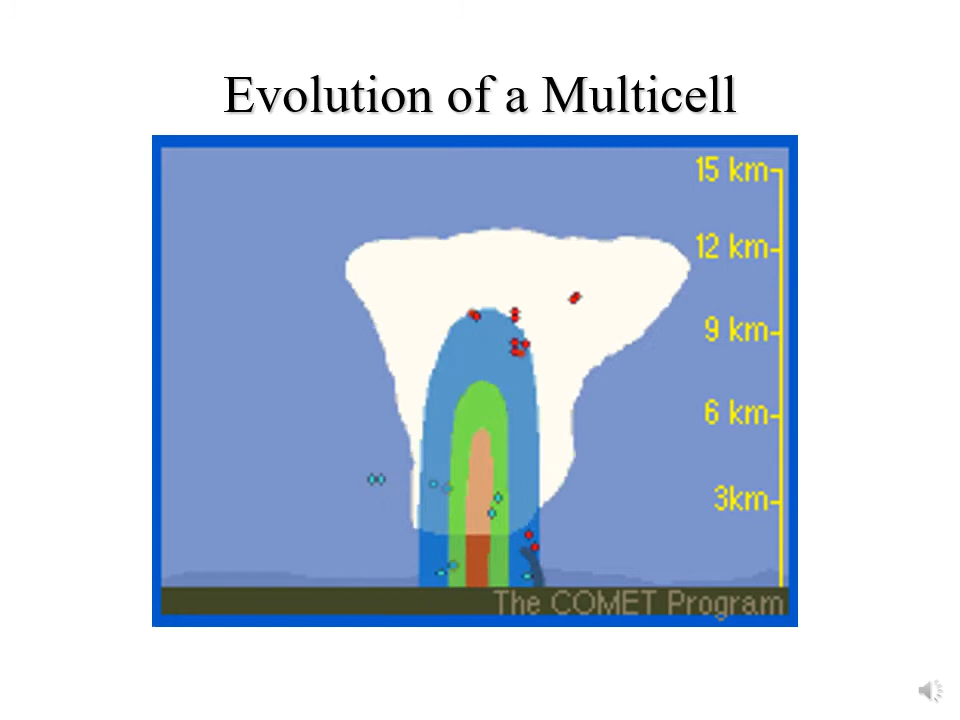 Evolution of a Multicell
15 km
12 km
9 km
6 km
3km
The COMET Program